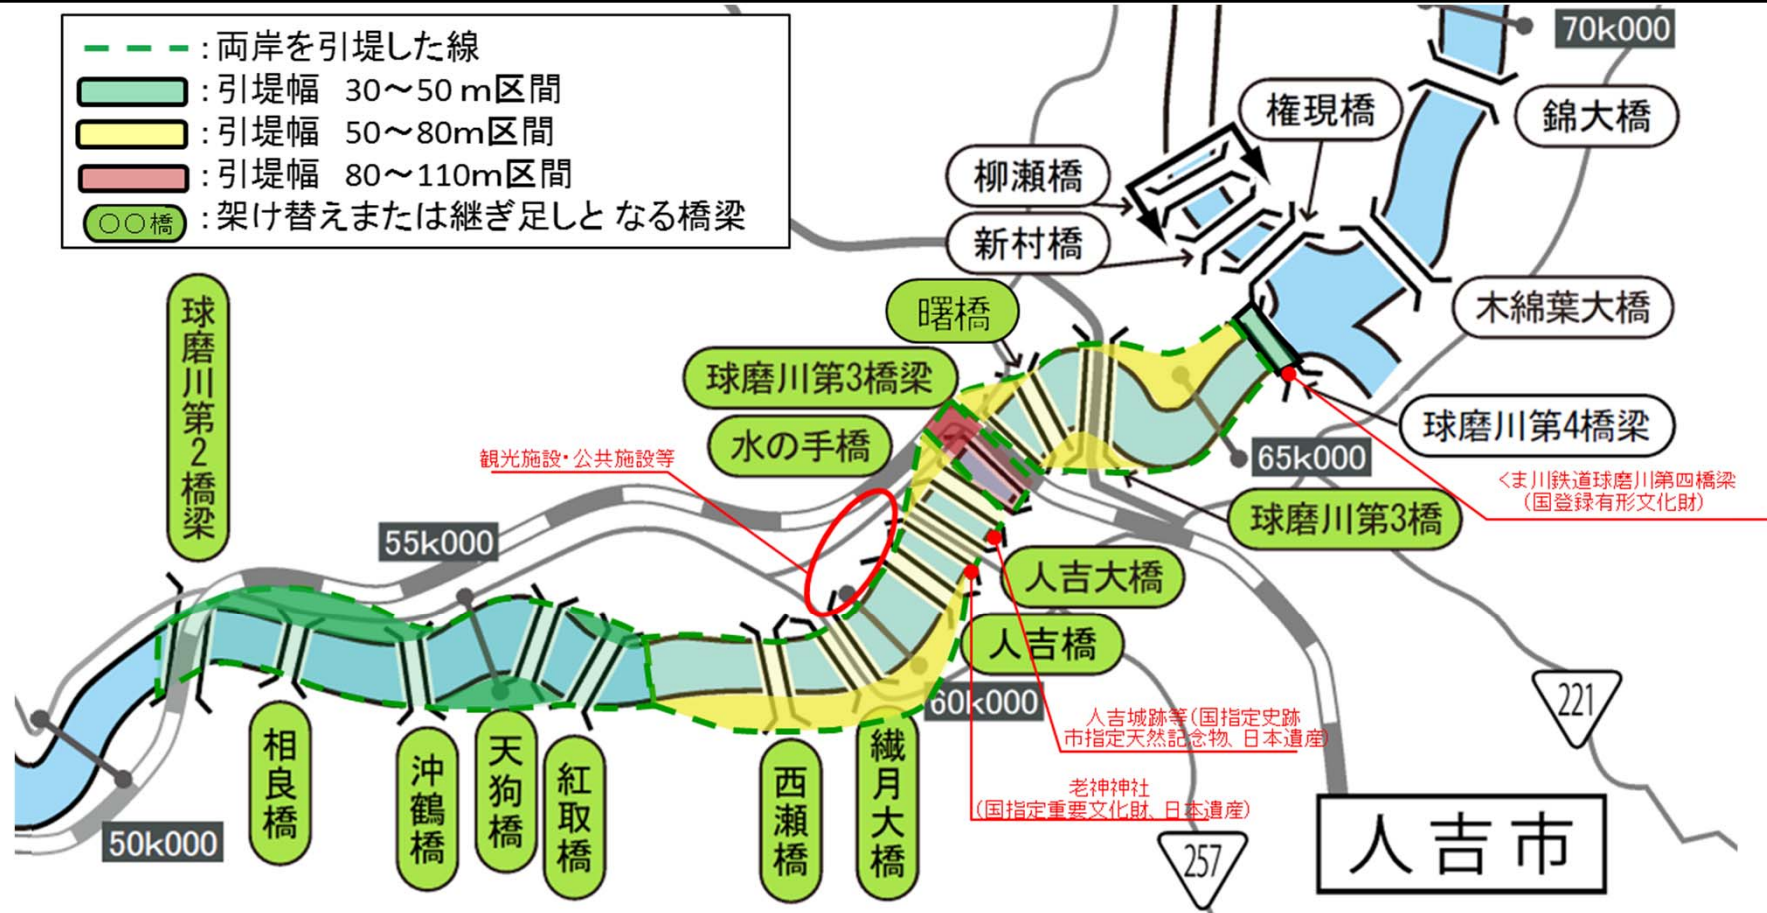 ：両岸を引堤した線
：引堤幅　30～50ｍ区間
：引堤幅　50～80m区間
：引堤幅　80～110m区間
○○橋：架け替えまたは継ぎ足しと なる橋梁
70k000
権現橋
錦大橋
柳瀬橋
新村橋
木綿葉大橋
曙橋
球磨川第3橋梁
水の手橋
球磨川第4橋梁
65k000
球磨川第2橋梁
観光施設・公共施設等
くま川鉄道球磨川第四橋梁
（国登録有形文化財）
球磨川第3橋
55k000
人吉大橋
人吉橋
60k000
人吉城跡等（国指定史跡
市指定天然記念物、日本遺産）
老神神社
（国指定重要文化財、日本遺産）
相良橋
沖鶴橋
天狗橋
紅取橋
西瀬橋
繊月大橋
50k000
221
257
人吉市